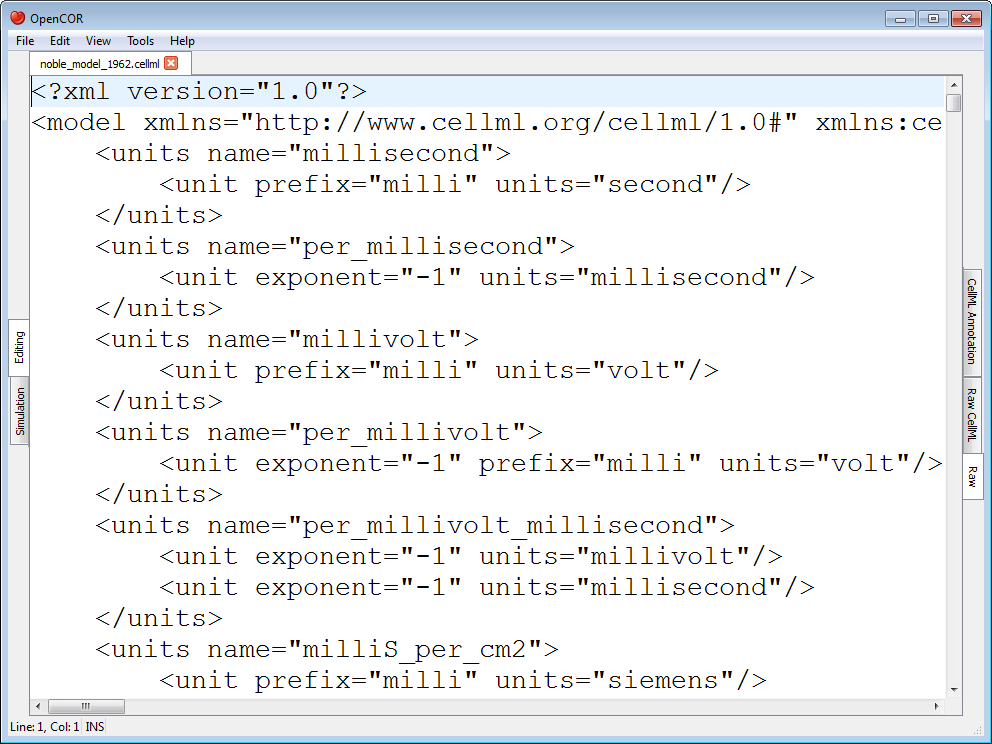 OpenCOR
File Edit View Tools Help
noble_model_1962.cellml
<?xml version="1.0"?>
<model xmlns="http://www.cellml.org/cellml/1.0#" xmlns:ce
    <units name="millisecond">
        <unit prefix="milli" units="second"/>
    </units>
    <units name="per_millisecond">
        <unit exponent="-1" units="millisecond"/>
    </units>
    <units name="millivolt">
        <unit prefix="milli" units="volt"/>
    </units>
    <units name="per_millivolt">
        <unit exponent="-1" prefix="milli" units="volt"/>
    </units>
    <units name="per_millivolt_millisecond">
        <unit exponent="-1" units="millivolt"/>
        <unit exponent="-1" units="millisecond"/>
    </units>
    <units name="milliS_per_cm2">
        <unit prefix="milli" units="siemens"/>
Editing
Simulation
CellML Annotation
Raw CellML
Raw
Line: 1, Col: 1 INS